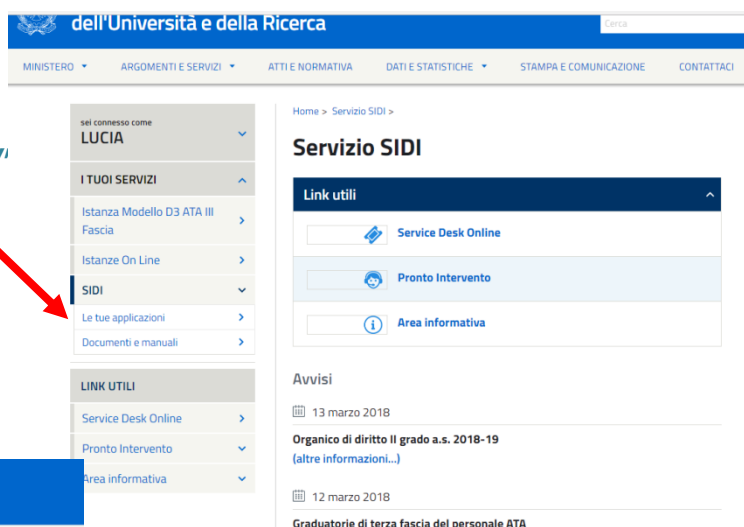 dell'Università e della Ricerca
Cerca
MINISTERO
ARGOMENTI E SERVIZI
ATTI E NORMATIVA
DATI E STATISTICHE
STAMPA E COMUNICAZIONE
CONTATTACI
sei connesso come
LUCIA
I TUOI SERVIZI
Istanza Modello D3 ATA III
Fascia
Istanze On Line
SIDI
Le tue applicazioni
Documenti e manuali
LINK UTILI
Service Desk Online
Pronto Intervento
Area informativa
Home > Servizio SIDI >
Servizio SIDI
Link utili
Service Desk Online
Pronto Intervento
Area informativa
Avvisi
13 marzo 2018
Organico di diritto II grado a.s. 2018-19
(altre informazioni...)
12 marzo 2018
Graduatorie di terza fascia del personale ATA